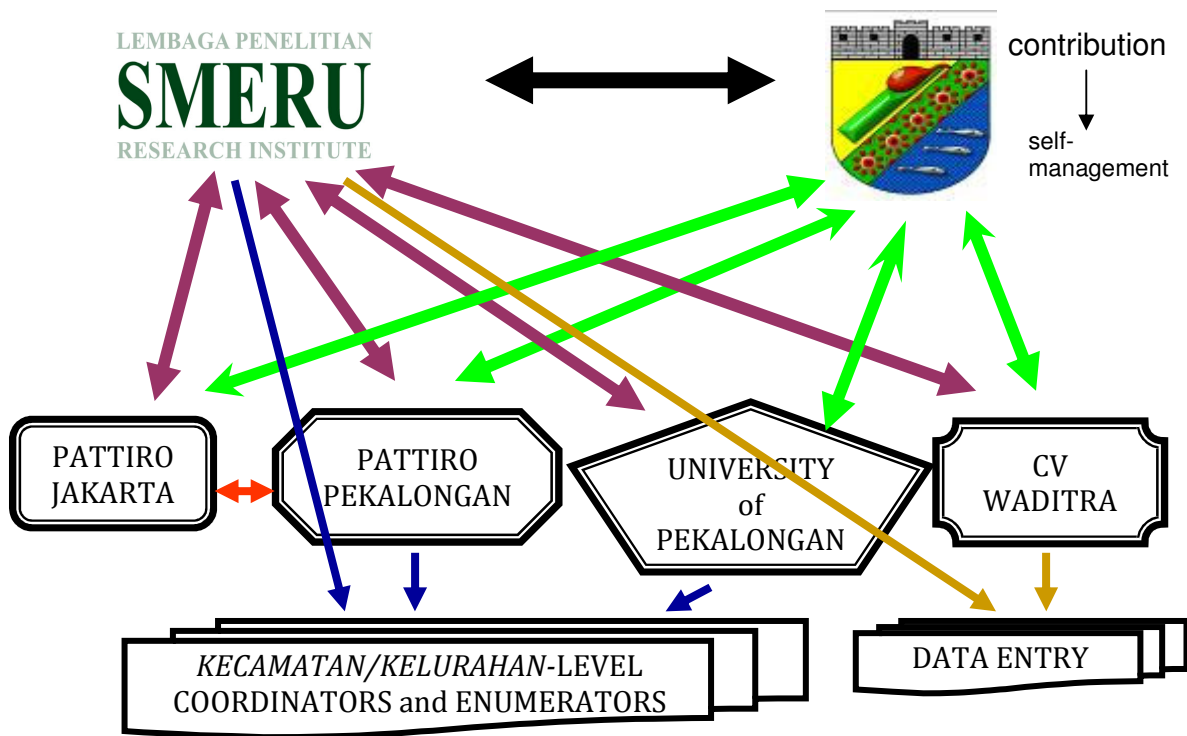 LEMBAGA PENELITIAN
SMERU
RESEARCH INSTITUTE
contribution
self-
management
PATTIRO
JAKARTA
PATTIRO
PEKALONGAN
UNIVERSITY
of
PEKALONGAN
CV
WADITRA
KECAMATAN/KELURAHAN-LEVEL
COORDINATORS and ENUMERATORS
DATA ENTRY